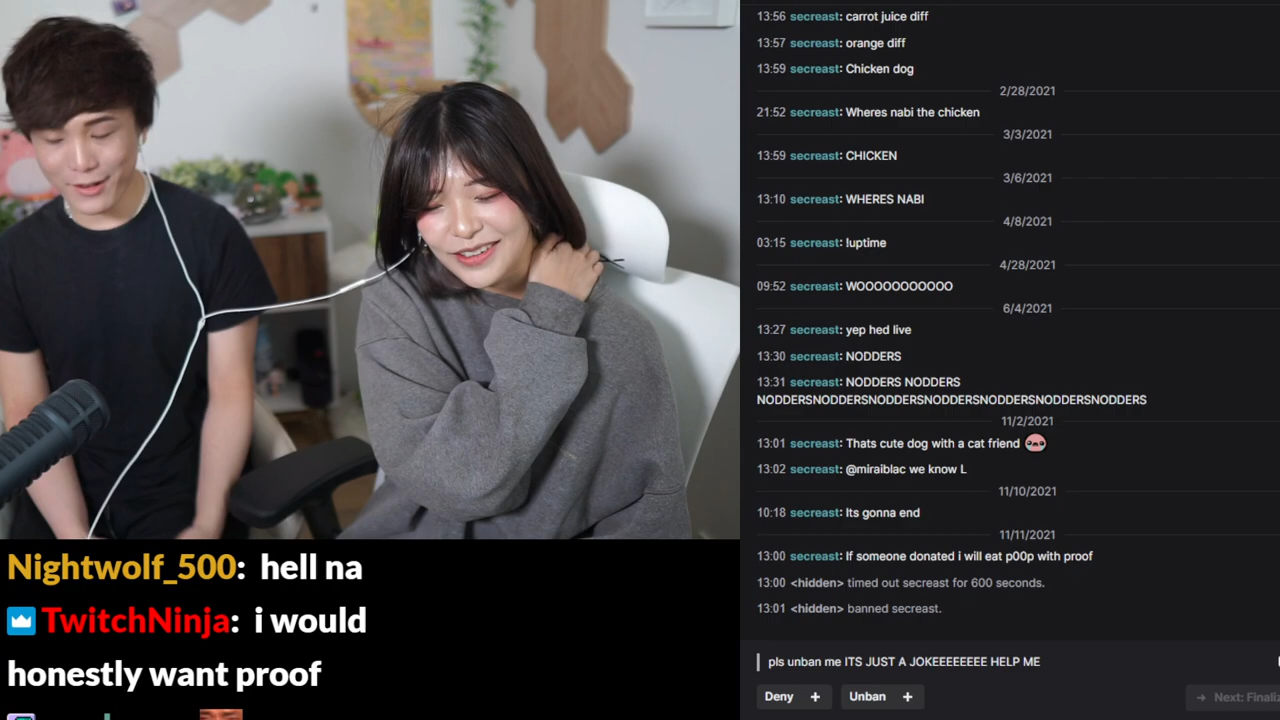 13:56 secreast: carrot juice diff
13:57 secreast: orange diff
13:59 secreast: Chicken dog
2/28/2021
21:52 secreast: Wheres nabi the chicken
3/3/2021
13:59 secreast: CHICKEN
3/6/2021
13:10 secreast: WHERES NABI
4/8/2021
03:15 secreast: !uptime
4/28/2021
09:52 secreast: WOOOOOOOOOOO
6/4/2021
13:27 secreast: yep hed live
13:30 secreast: NODDERS
13:31 secreast: NODDERS NODDERS
NODDERSNODDERSNODDERSNODDERSNODDERSNODDERSNODDERS
11/2/2021
13:01 secreast: Thats cute dog with a cat friend
13:02 secreast: @miraiblac we know L
11/10/2021
10:18 secreast: Its gonna end
11/11/2021
13:00 secreast: If someone donated i will eat p00p with proof
13:00 <hidden> timed out secreast for 600 seconds.
13:01 <hidden> banned secreast.
pls unban me ITS JUST A JOKEEEEEEEE HELP ME
Deny + Unban + → Next: Finali
Nightwolf_500: hell na
TwitchNinja: i would
honestly want proof